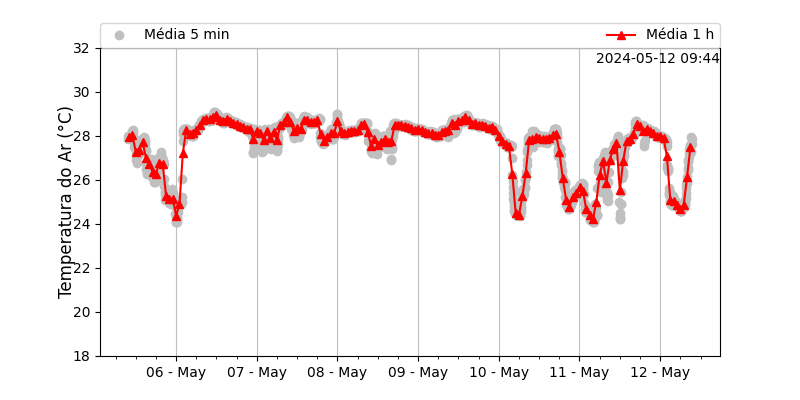 Média 5 min
Média 1 h
2024-05-12 09:44
Temperatura do Ar (°C)
32
30
28
26
24
22
20
18
06 - May
07 - May
08 - May
09 - May
10 - May
11 - May
12 - May